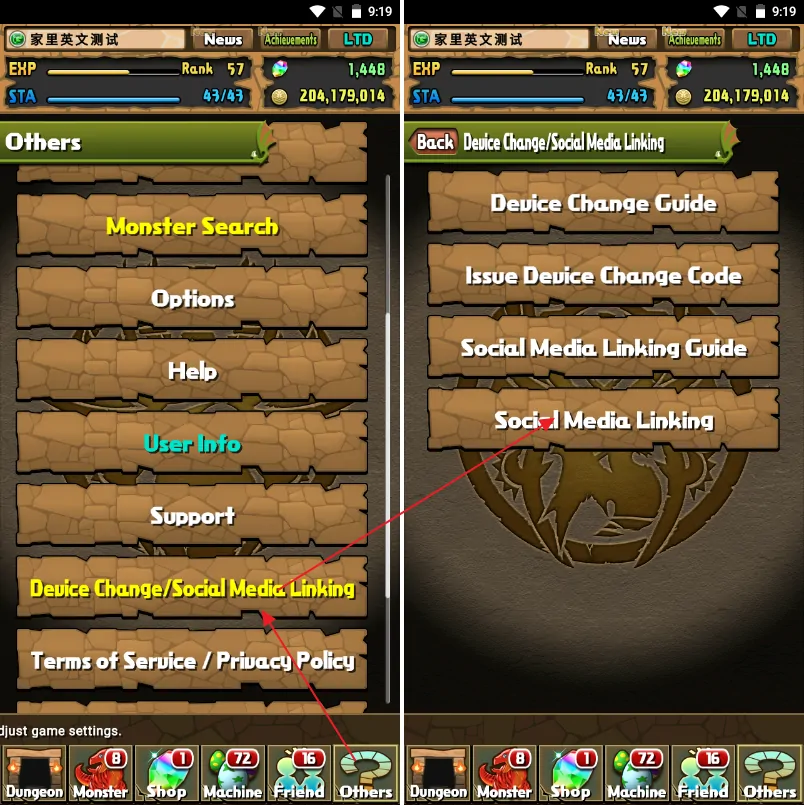 9:19
家里英文测试
News
Achievements
LTD
EXP
Rank 57
1,448
STA
43/43
204,179,014
Others
Monster Search
Options
Help
User Info
Support
Device Change/Social Media Linking
Terms of Service / Privacy Policy
djust game settings.
8
1
72
16
Dungeon
Monster
Shop
Machine
Friend
Others
9:19
家里英文测试
New
News
New
Achievements
LTD
EXP
Rank 57
1,448
STA
43/43
204,179,014
Back
Device Change/Social Media Linking
Device Change Guide
Issue Device Change Code
Social Media Linking Guide
Social Media Linking
8
1
72
16
Dungeon
Monster
Shop
Machine
Friend
Others